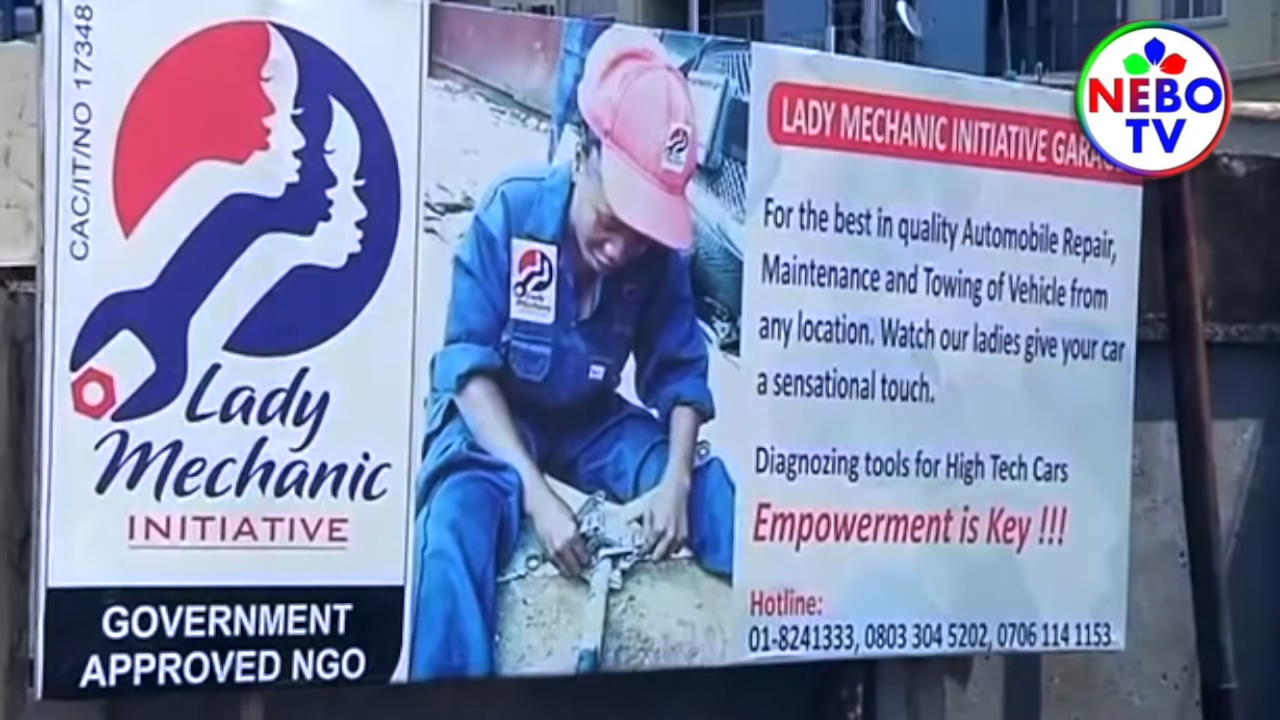 CAC/IT/NO 17348
Lady
Mechanic
INITIATIVE
GOVERNMENT
APPROVED NGO
LADY MECHANIC INITIATIVE
For the best in quality Automobile Repair,
Maintenance and Towing of Vehicle from
any location. Watch our ladies give your car
a sensational touch.
Diagnozing tools for High Tech Cars
Empowerment is Key !!!
Hotline:
01-8241333, 0803 304 5202, 0706 114 1153
NEBO
TV